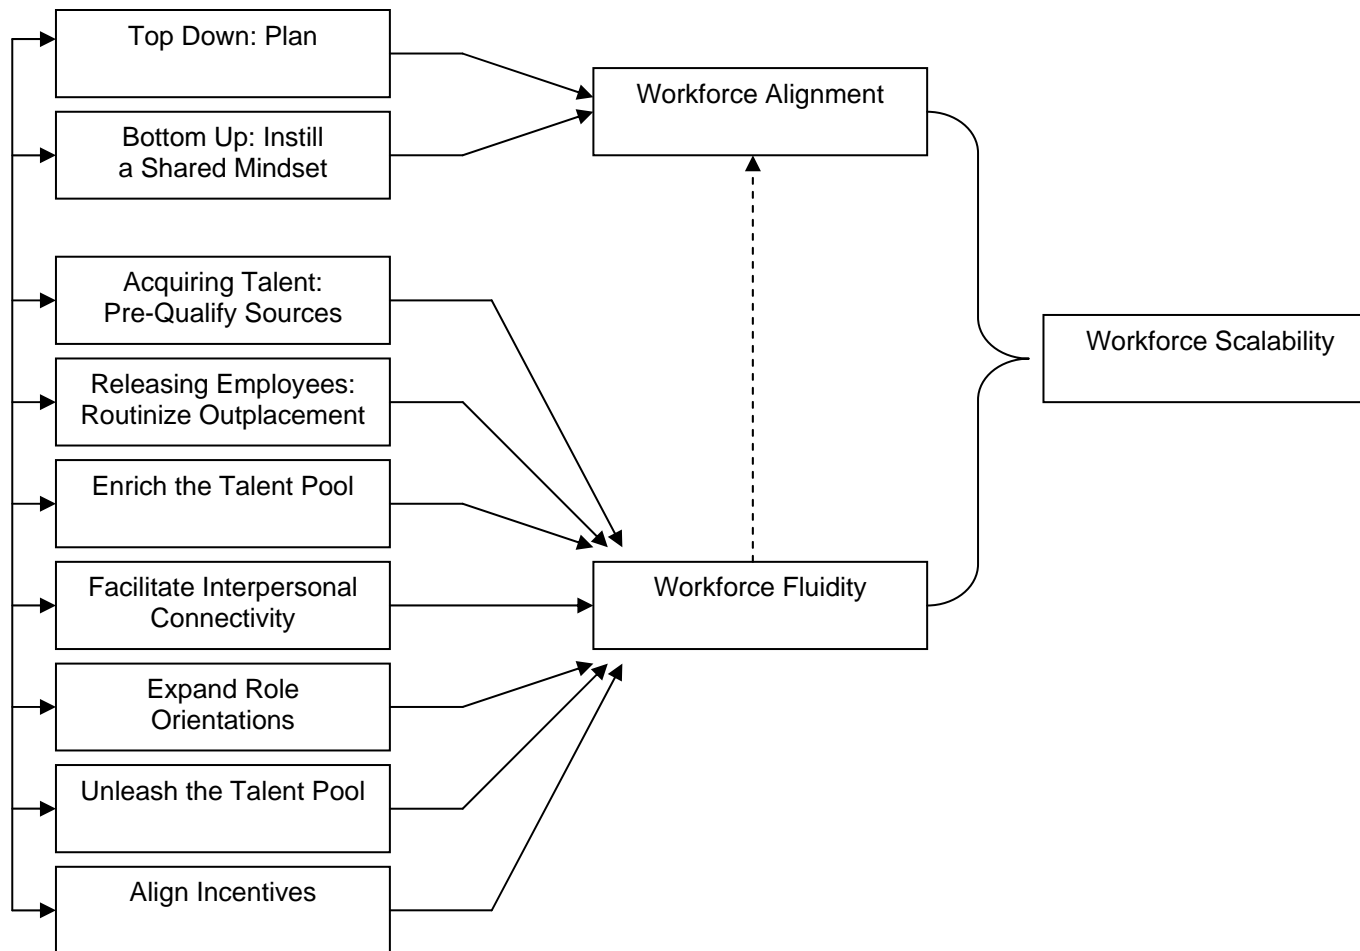 Top Down: Plan
Bottom Up: Instill
a Shared Mindset
Acquiring Talent:
Pre-Qualify Sources
Releasing Employees:
Routinize Outplacement
Enrich the Talent Pool
Facilitate Interpersonal
Connectivity
Expand Role
Orientations
Unleash the Talent Pool
Align Incentives
Workforce Alignment
Workforce Fluidity
Workforce Scalability